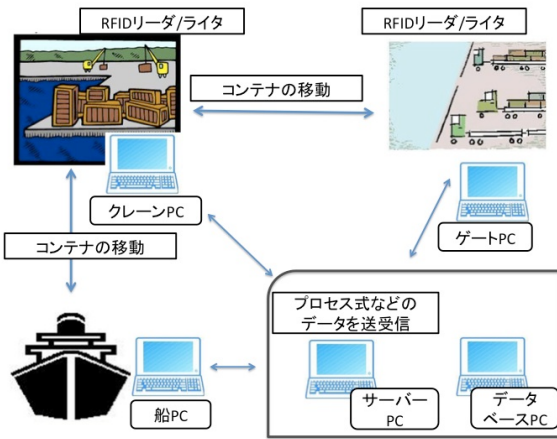 RFIDリーダ/ライタ
RFIDリーダ/ライタ
コンテナの移動
クレーンPC
ゲートPC
コンテナの移動
プロセス式などの
データを送受信
船PC
サーバー
PC
データ
ベースPC